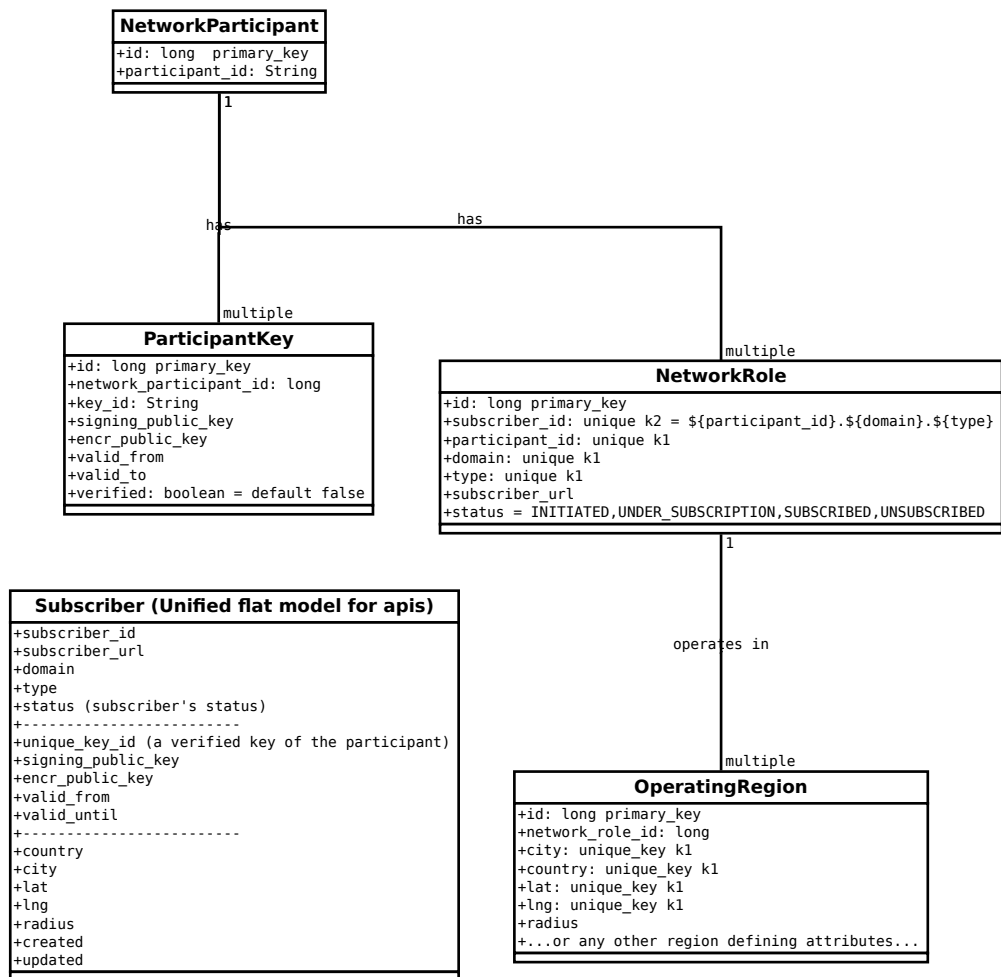 NetworkParticipant
+id: long  primary_key
+participant_id: String
1
has
has
multiple
ParticipantKey
+id: long primary_key
+network_participant_id: long
+key_id: String
+signing_public_key
+encr_public_key
+valid_from
+valid_to
+verified: boolean = default false
multiple
NetworkRole
+id: long primary_key
+subscriber_id: unique k2 = ${participant_id}.${domain}.${type}
+participant_id: unique k1
+domain: unique k1
+type: unique k1
+subscriber_url
+status = INITIATED,UNDER_SUBSCRIPTION,SUBSCRIBED,UNSUBSCRIBED
1
operates in
multiple
Subscriber (Unified flat model for apis)
+subscriber_id
+subscriber_url
+domain
+type
+status (subscriber's status)
+-------------------------
+unique_key_id (a verified key of the participant)
+signing_public_key
+encr_public_key
+valid_from
+valid_until
+-------------------------
+country
+city
+lat
+lng
+radius
+created
+updated
OperatingRegion
+id: long primary_key
+network_role_id: long
+city: unique_key k1
+country: unique_key k1
+lat: unique_key k1
+lng: unique_key k1
+radius
+...or any other region defining attributes...